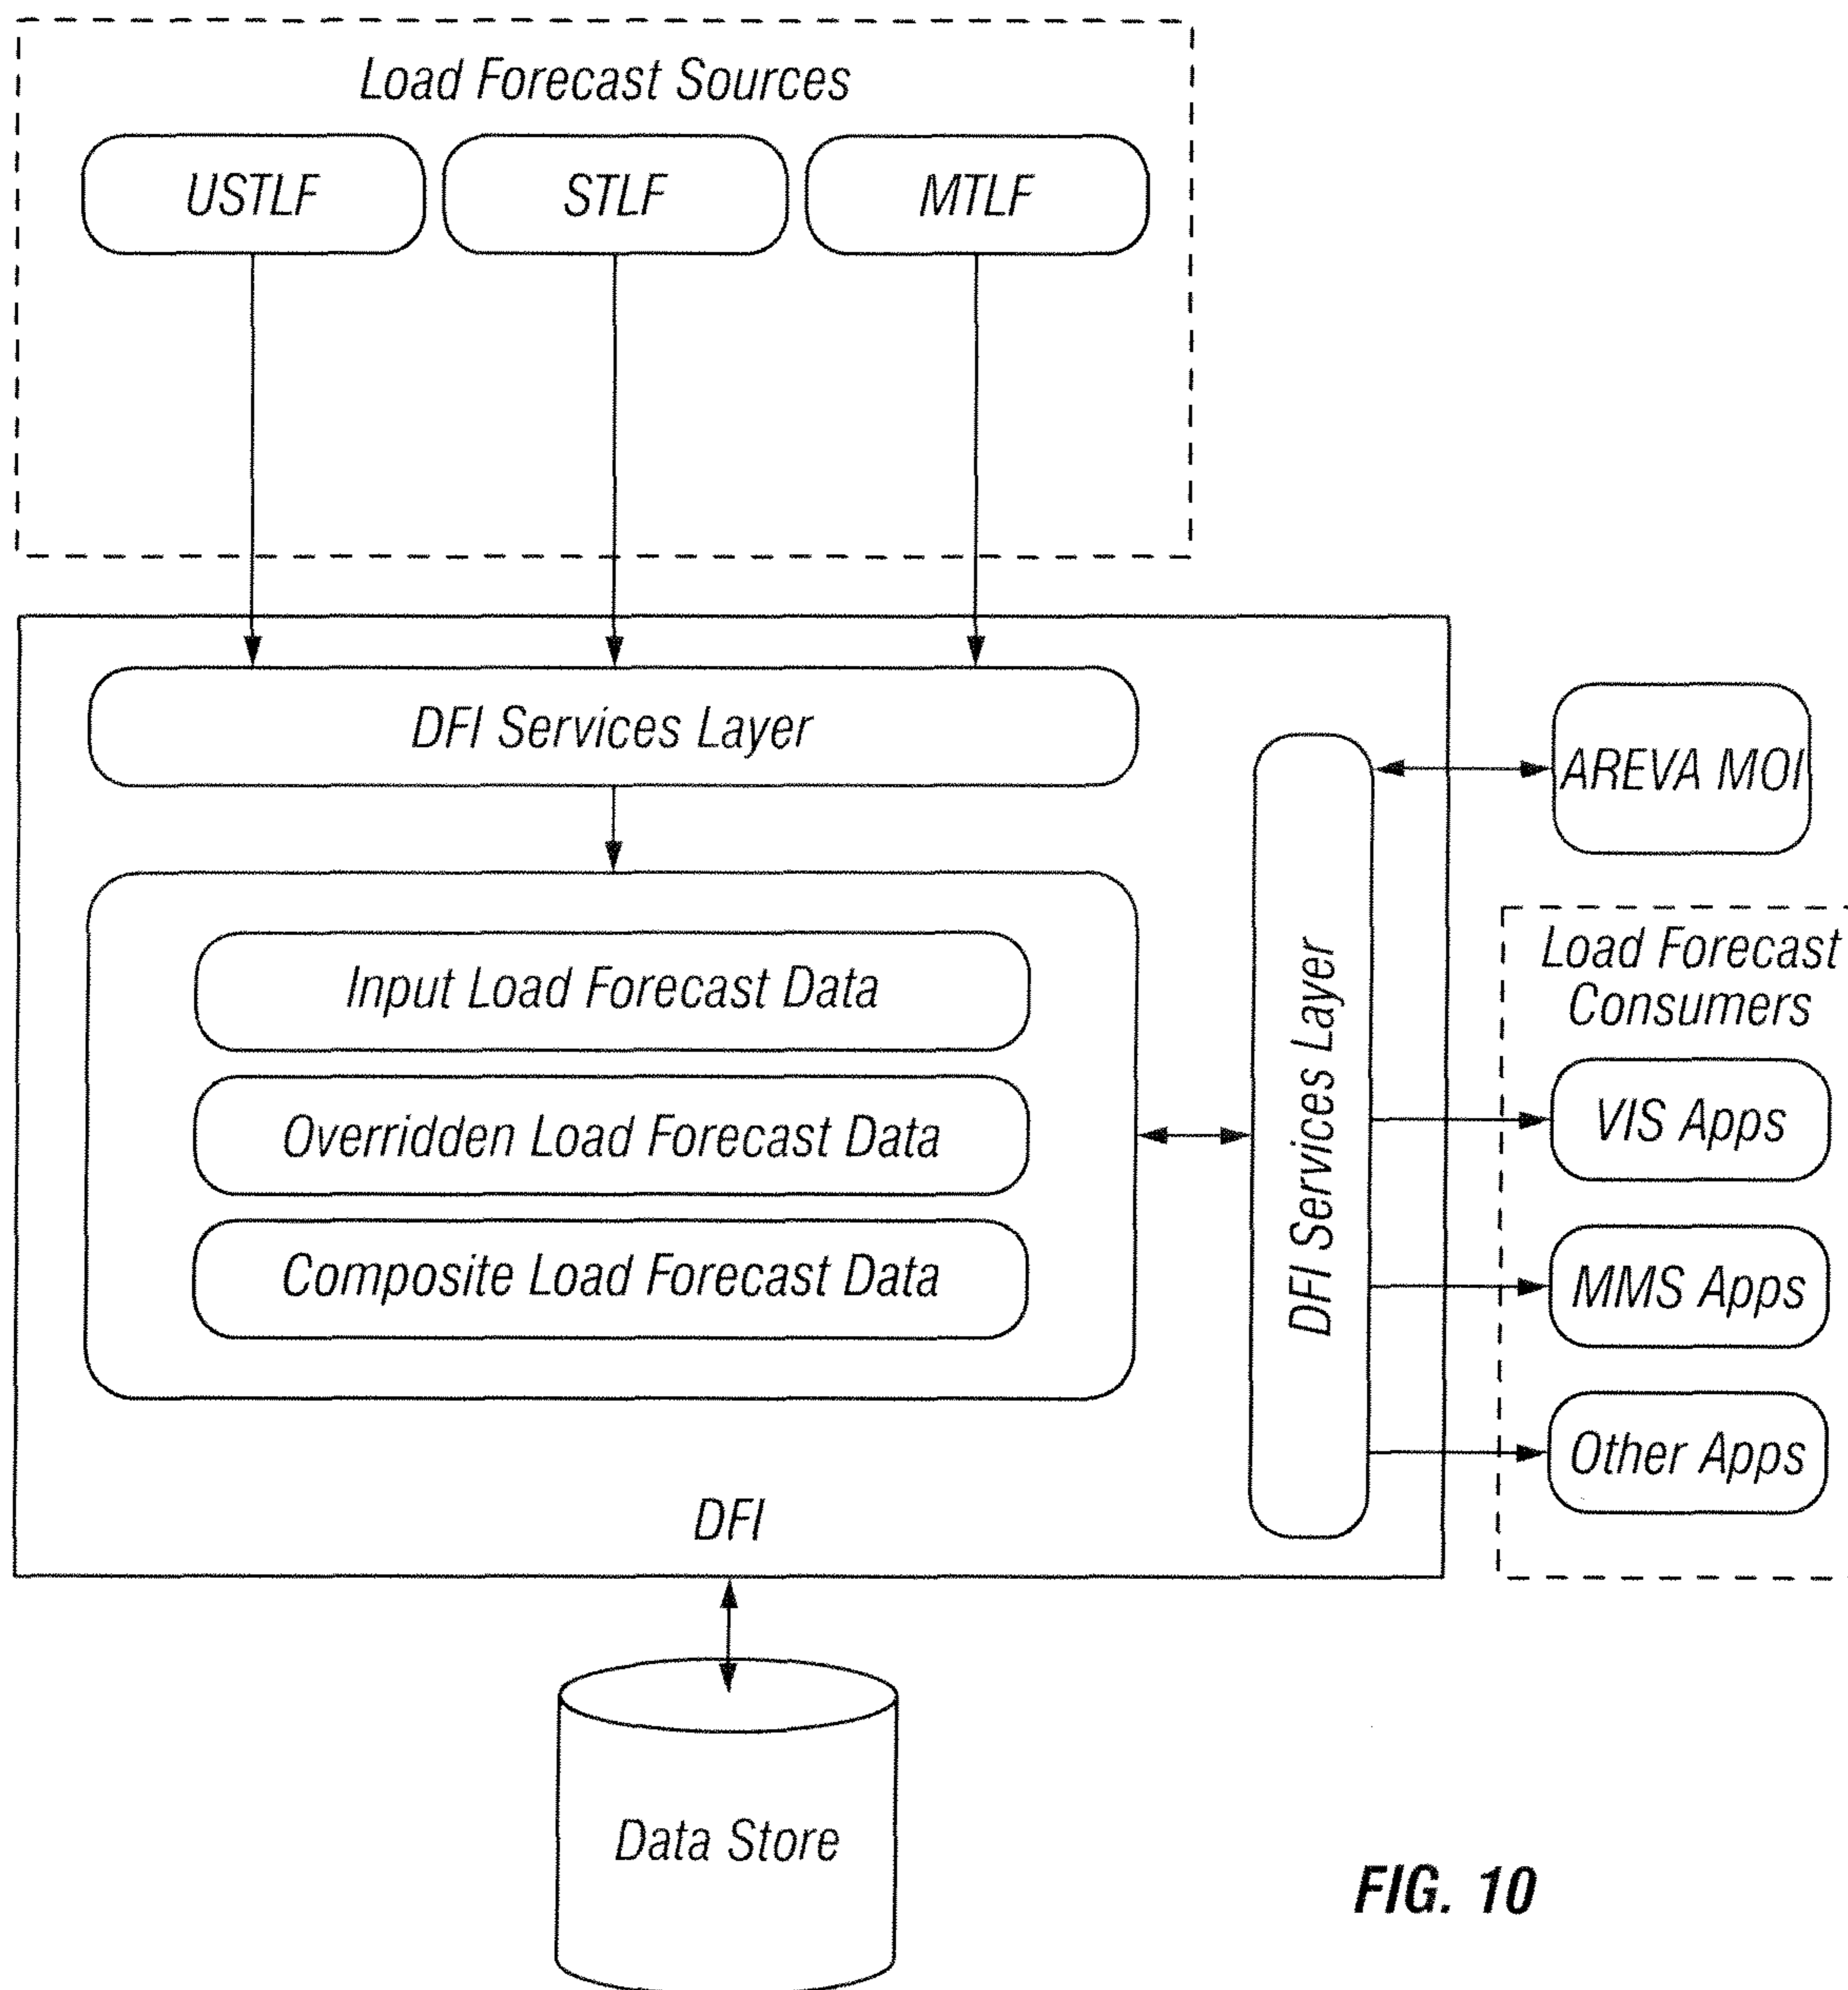 Load Forecast Sources
USTLF
STLF
MTLF
DFI Services Layer
AREVA MOI
Input Load Forecast Data
Overridden Load Forecast Data
Composite Load Forecast Data
DFI Services Layer
Load Forecast
Consumers
VIS Apps
MMS Apps
Other Apps
DFI
Data Store
FIG. 10